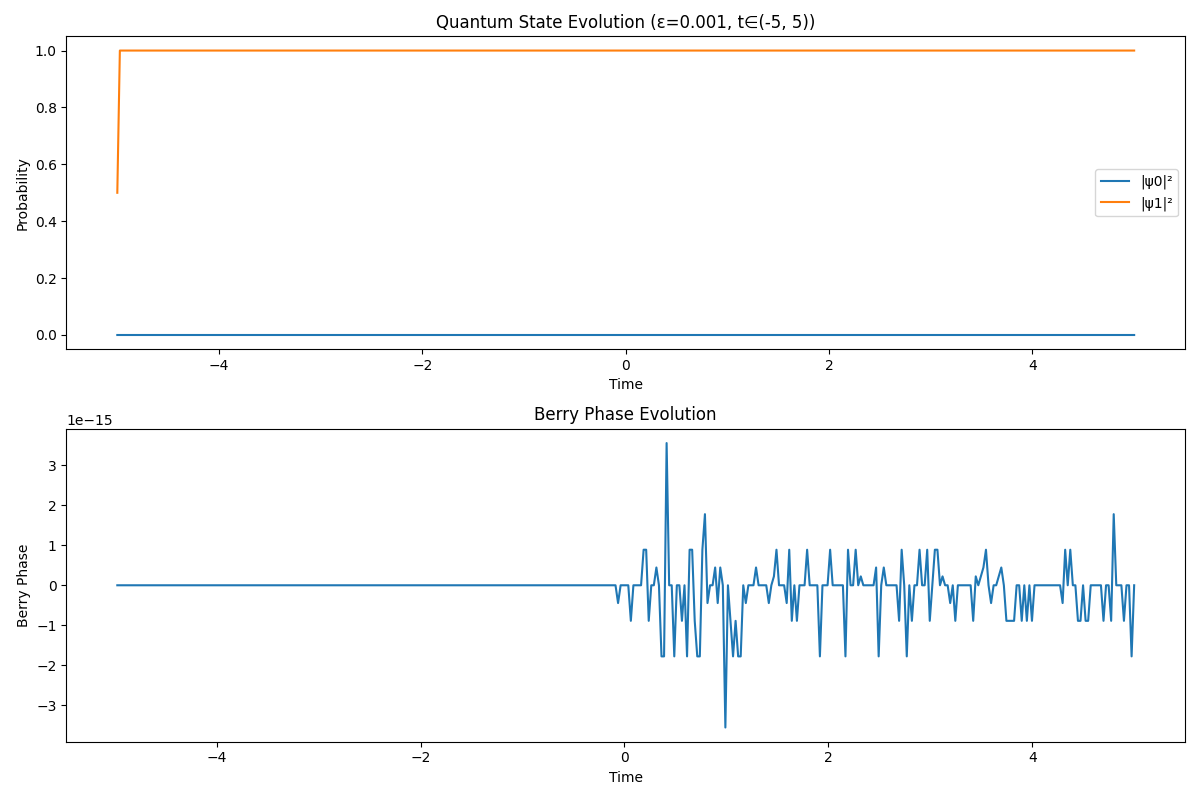 Quantum State Evolution (ε=0.001, t∈(-5, 5))
1.0
0.8
0.6
0.4
0.2
0.0
Probability
|ψ0|²
|ψ1|²
−4
−2
0
2
4
Time
Berry Phase Evolution
1e−15
3
2
1
0
−1
−2
−3
Berry Phase
−4
−2
0
2
4
Time